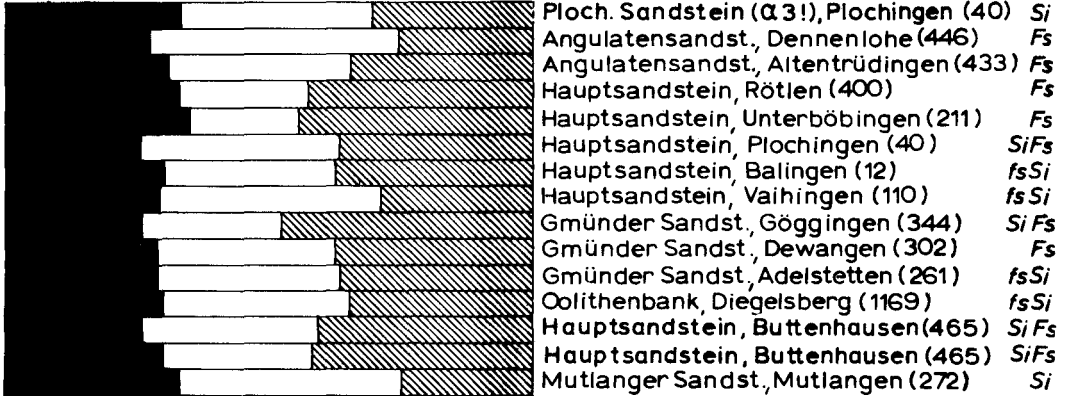 Ploch. Sandstein (α3!), Plochingen (40) Si
Angulatensandst., Dennenlohe (446) Fs
Angulatensandst., Altentrüdingen (433) Fs
Hauptsandstein, Rötlen (400) Fs
Hauptsandstein, Unterböbingen (211) Fs
Hauptsandstein, Plochingen (40) SiFs
Hauptsandstein, Balingen (12) fsSi
Hauptsandstein, Vaihingen (110) fsSi
Gmünder Sandst., Göggingen (344) SiFs
Gmünder Sandst., Dewangen (302) Fs
Gmünder Sandst., Adelstetten (261) fsSi
Oolithenbank, Diegelsberg (1169) fsSi
Hauptsandstein, Buttenhausen (465) SiFs
Hauptsandstein, Buttenhausen (465) SiFs
Mutlanger Sandst., Mutlangen (272) Si